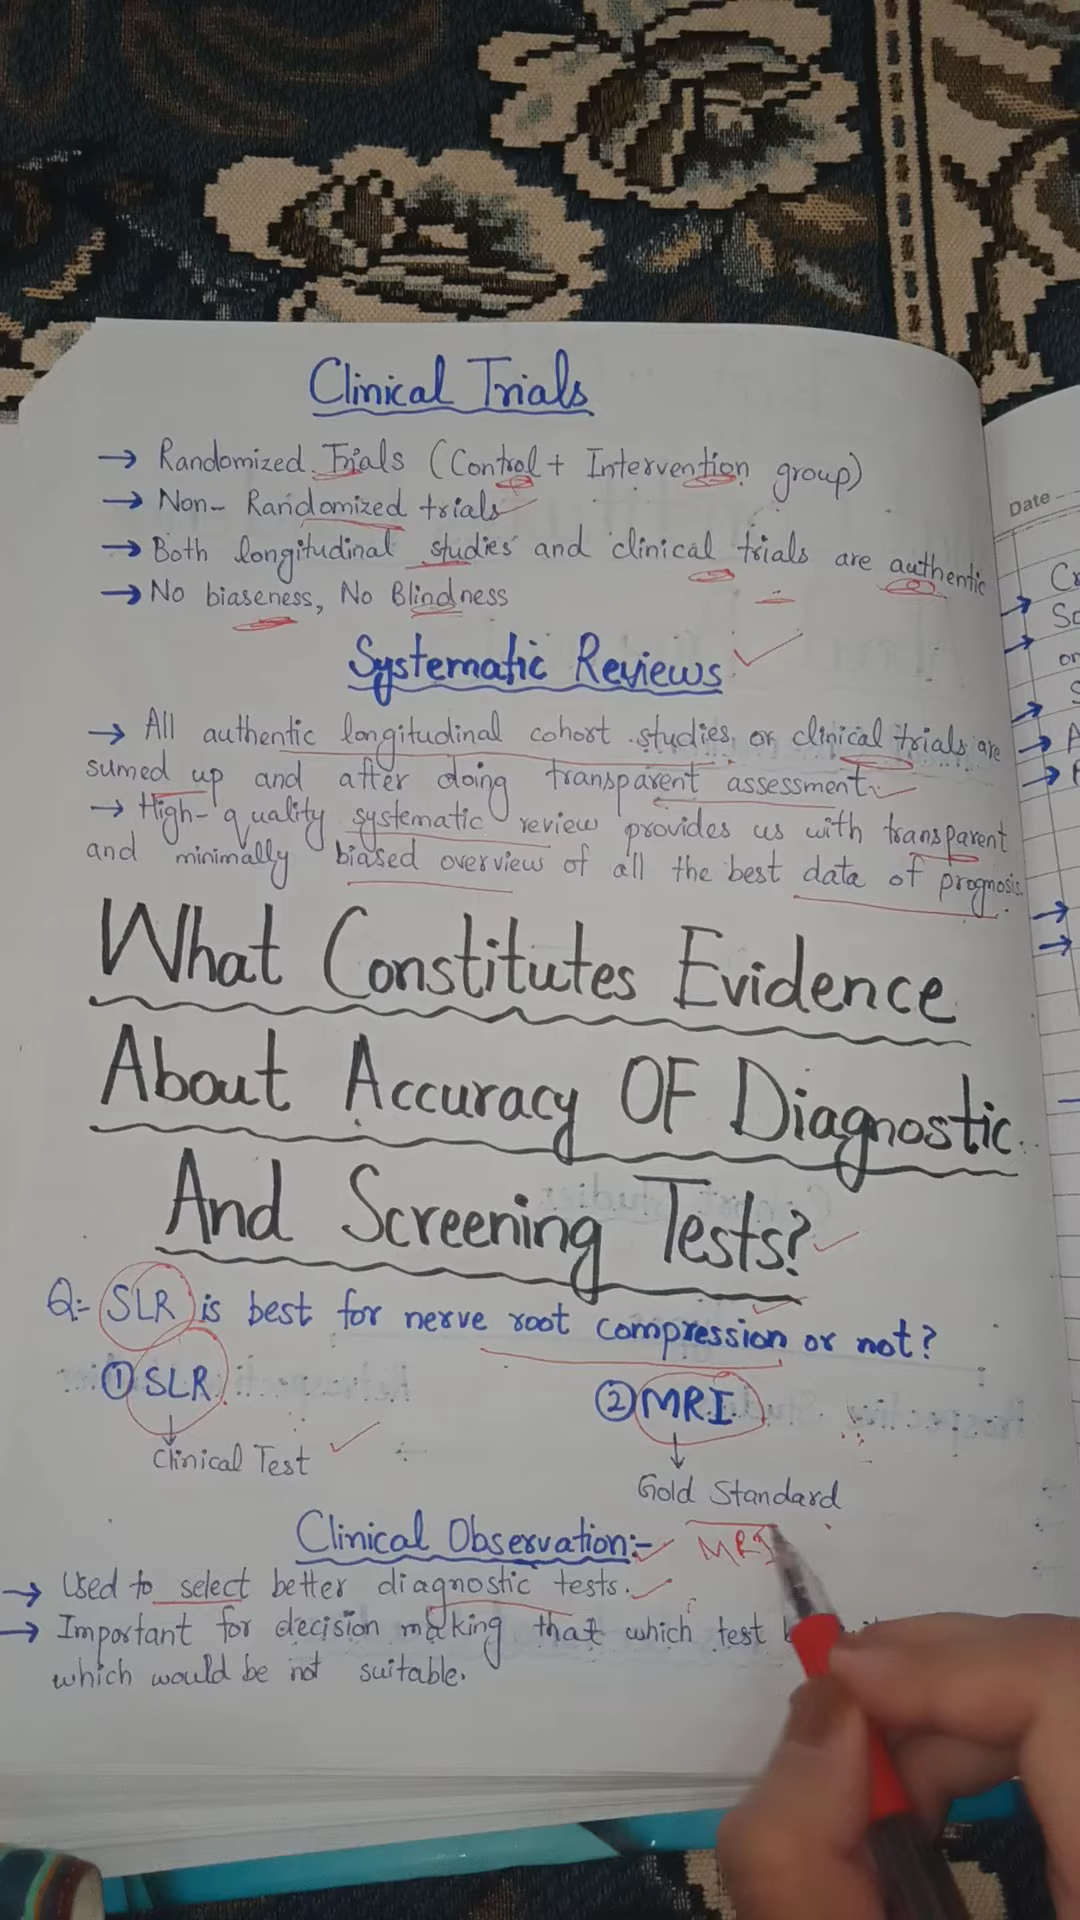 Clinical Trials
→ Randomized Trials (Control + Intervention group)
→ Non- Randomized trials
→ Both longitudinal studies and clinical trials are authentic
→ No biaseness, No Blindness
Systematic Reviews
→ All authentic longitudinal cohort studies or clinical trials are
sumed up and after doing transparent assessment.
→ High- quality systematic review provides us with transparent
and minimally biased overview of all the best data of prognosis.
What Constitutes Evidence
About Accuracy OF Diagnostic
And Screening Tests?
Q:- SLR is best for nerve root compression or not?
① SLR
② MRI
↓
Clinical Test
↓
Gold Standard
Clinical Observation:-
MRI
→ Used to select better diagnostic tests.
→ Important for decision making that which test
which would be not suitable.
Date -